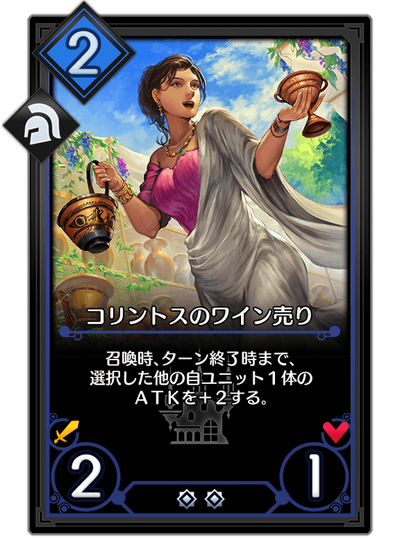 2
コリントスのワイン売り
召喚時、ターン終了時まで、
選択した他の自ユニット１体の
ＡＴＫを＋２する。
2
1